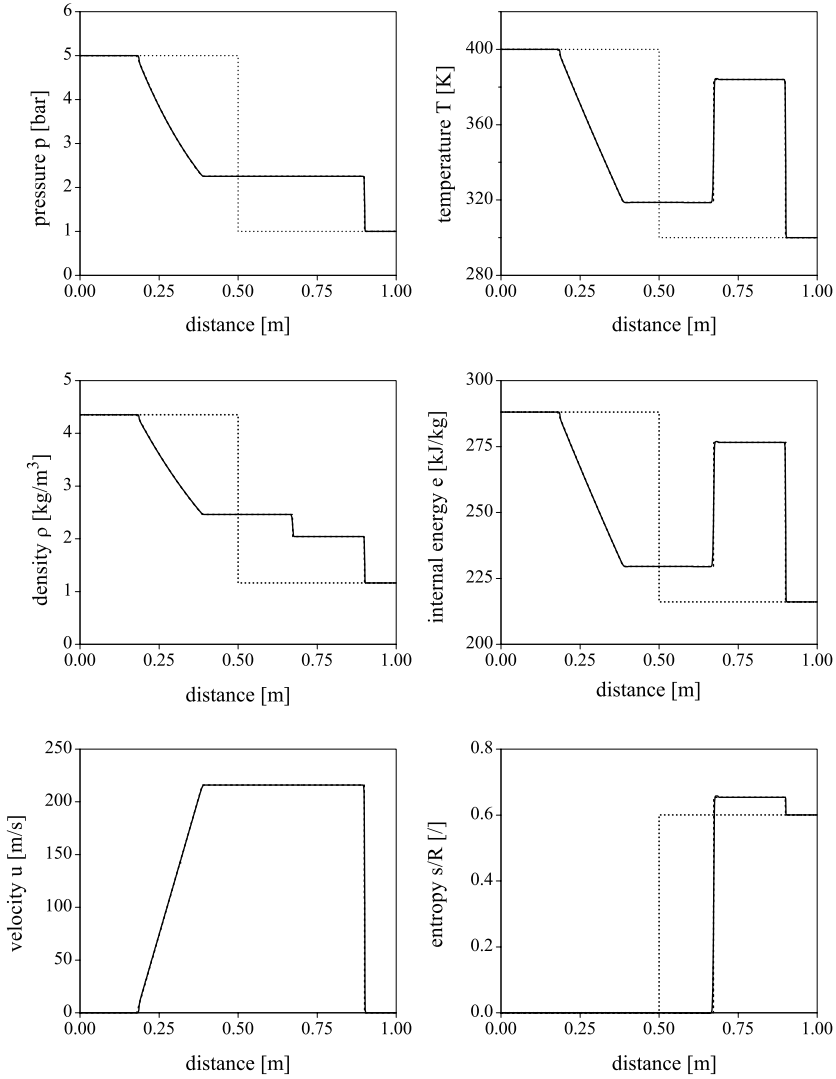 6
5
4
3
2
1
0
pressure p [bar]
0.00 0.25 0.50 0.75 1.00
distance [m]
400
360
320
280
temperature T [K]
0.00 0.25 0.50 0.75 1.00
distance [m]
5
4
3
2
1
0
density ρ [kg/m³]
0.00 0.25 0.50 0.75 1.00
distance [m]
300
275
250
225
200
internal energy e [kJ/kg]
0.00 0.25 0.50 0.75 1.00
distance [m]
250
200
150
100
50
0
velocity u [m/s]
0.00 0.25 0.50 0.75 1.00
distance [m]
0.8
0.6
0.4
0.2
0.0
entropy s/R [/]
0.00 0.25 0.50 0.75 1.00
distance [m]